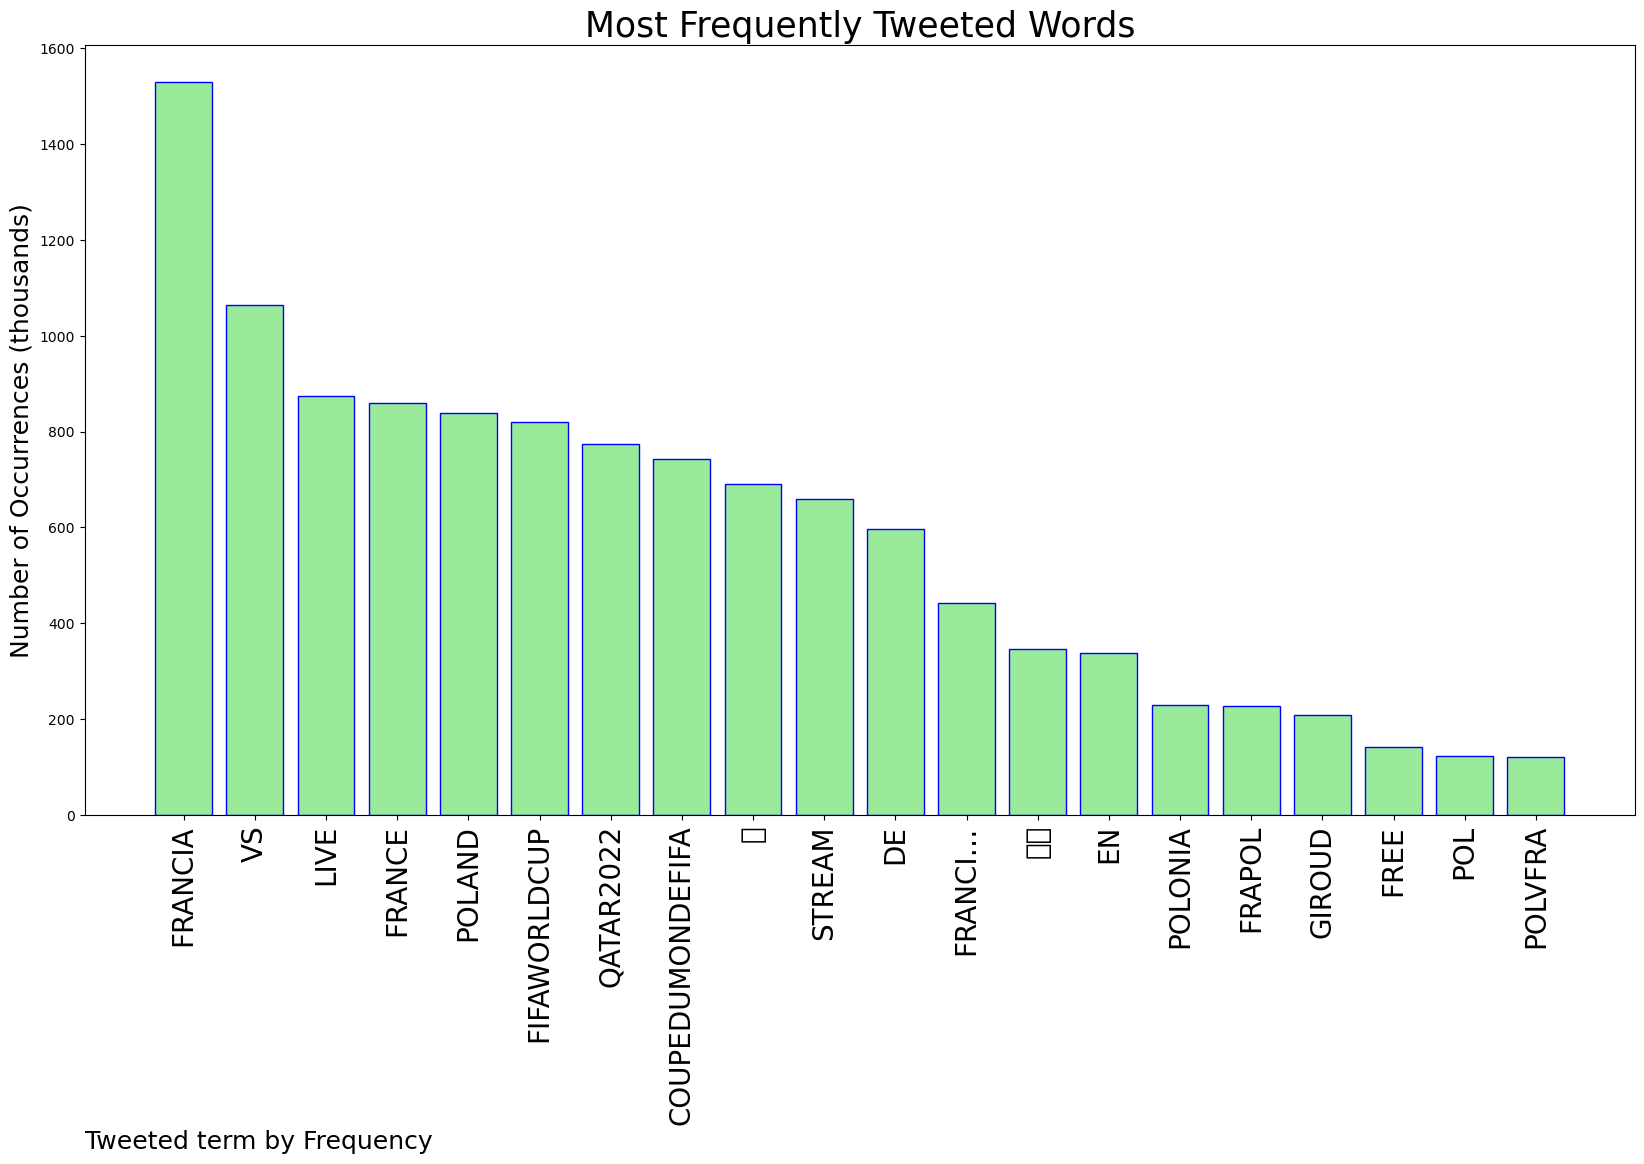 Most Frequently Tweeted Words
Number of Occurrences (thousands)
1600
1400
1200
1000
800
600
400
200
0
FRANCIA
VS
LIVE
FRANCE
POLAND
FIFAWORLDCUP
QATAR2022
COUPEDUMONDEFIFA
STREAM
DE
FRANCI...
EN
POLONIA
FRAPOL
GIROUD
FREE
POL
POLVFRA
Tweeted term by Frequency